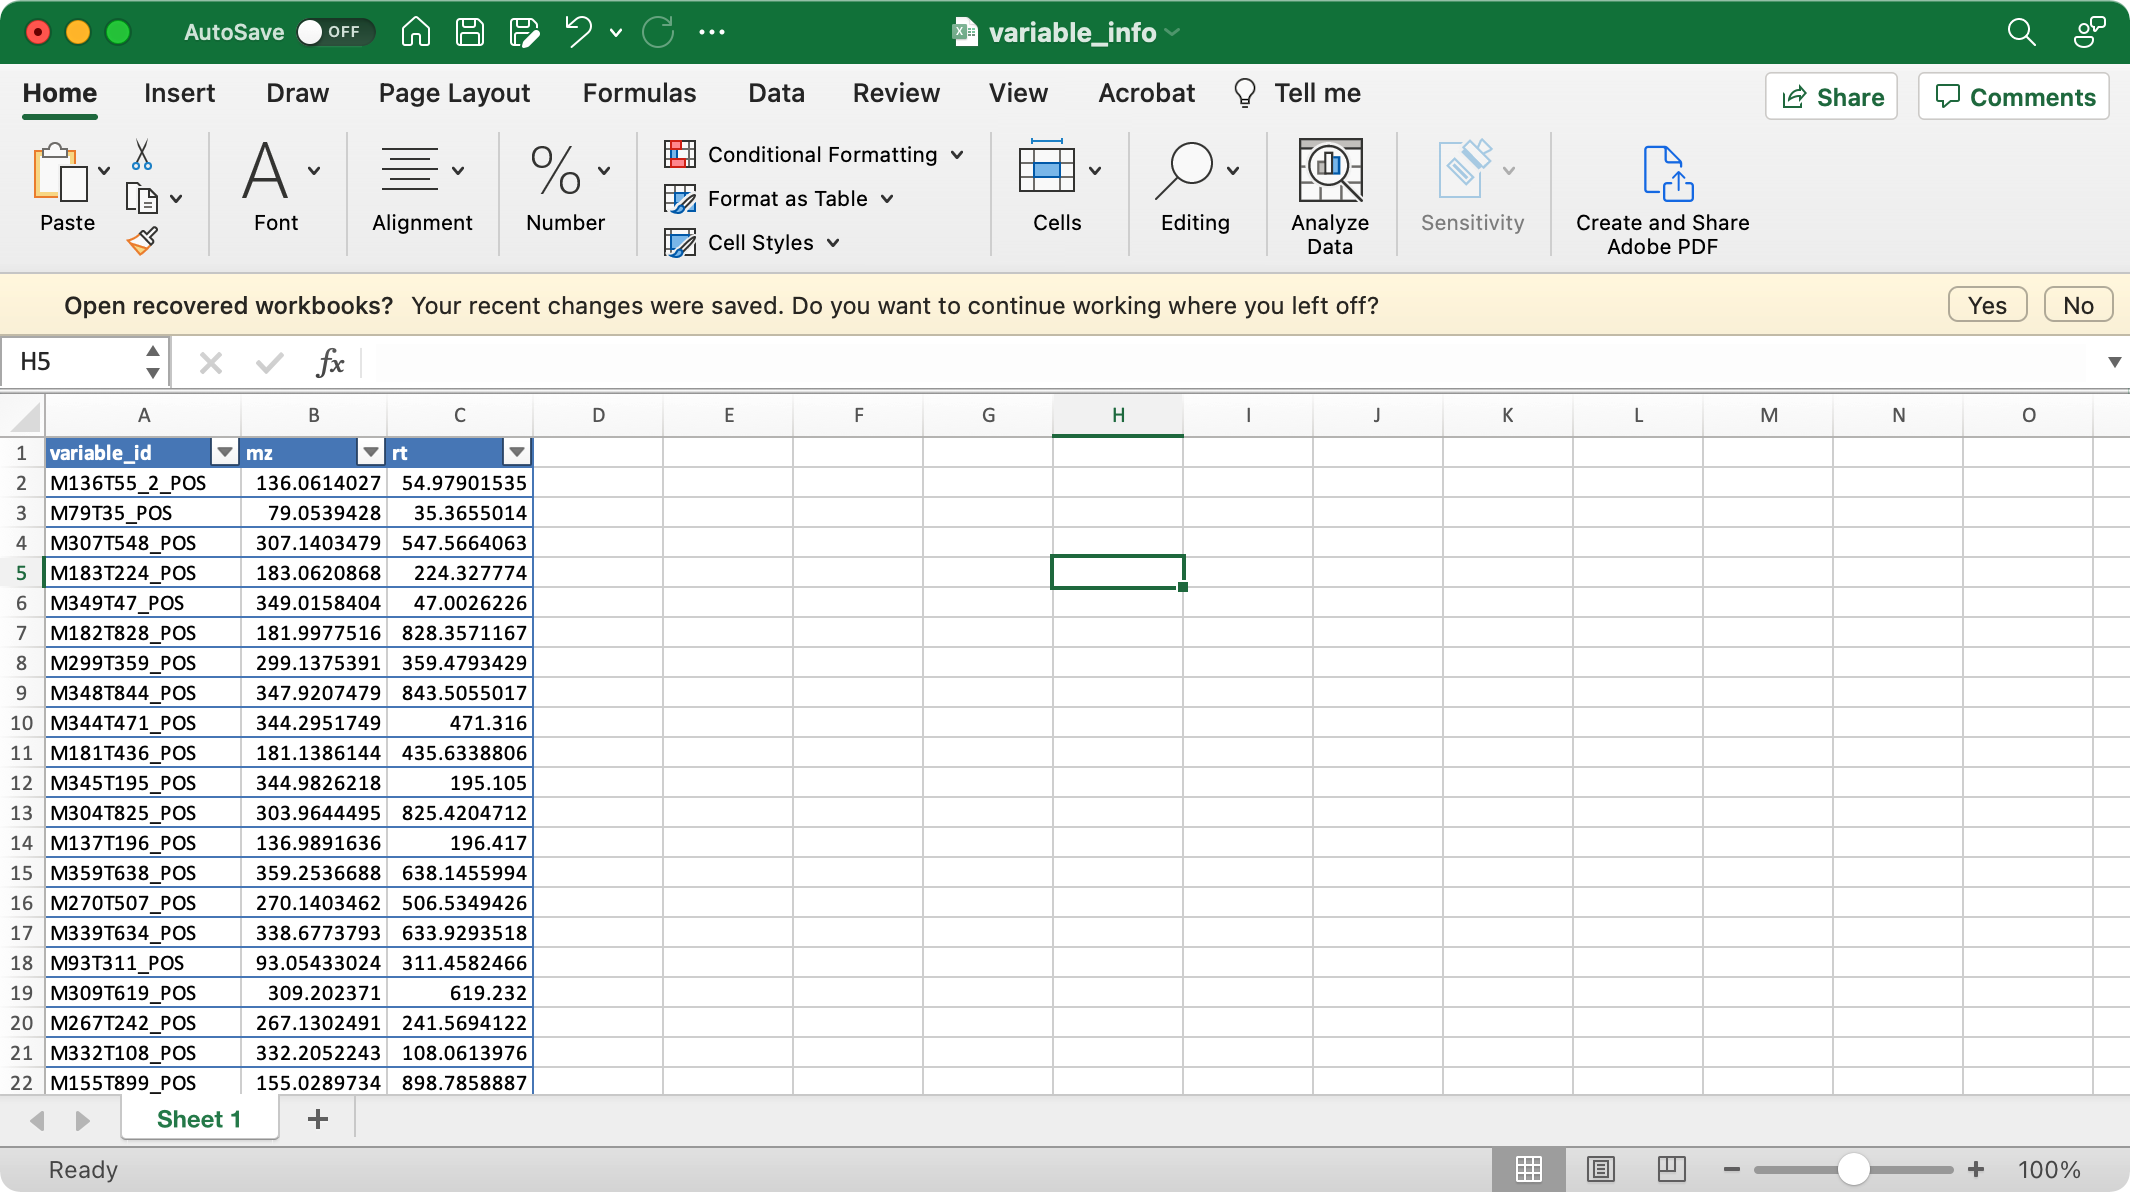 AutoSave OFF variable_info
Home Insert Draw Page Layout Formulas Data Review View Acrobat Tell me Share Comments
Paste Font Alignment Number Conditional Formatting Format as Table Cell Styles Cells Editing Analyze Data Sensitivity Create and Share Adobe PDF
Open recovered workbooks? Your recent changes were saved. Do you want to continue working where you left off? Yes No
H5 fx
A B C D E F G H I J K L M N O
1 variable_id mz rt
2 M136T55_2_POS 136.0614027 54.97901535
3 M79T35_POS 79.0539428 35.3655014
4 M307T548_POS 307.1403479 547.5664063
5 M183T224_POS 183.0620868 224.327774
6 M349T47_POS 349.0158404 47.0026226
7 M182T828_POS 181.9977516 828.3571167
8 M299T359_POS 299.1375391 359.4793429
9 M348T844_POS 347.9207479 843.5055017
10 M344T471_POS 344.2951749 471.316
11 M181T436_POS 181.1386144 435.6338806
12 M345T195_POS 344.9826218 195.105
13 M304T825_POS 303.9644495 825.4204712
14 M137T196_POS 136.9891636 196.417
15 M359T638_POS 359.2536688 638.1455994
16 M270T507_POS 270.1403462 506.5349426
17 M339T634_POS 338.6773793 633.9293518
18 M93T311_POS 93.05433024 311.4582466
19 M309T619_POS 309.202371 619.232
20 M267T242_POS 267.1302491 241.5694122
21 M332T108_POS 332.2052243 108.0613976
22 M155T899_POS 155.0289734 898.7858887
Sheet 1 +
Ready 100%